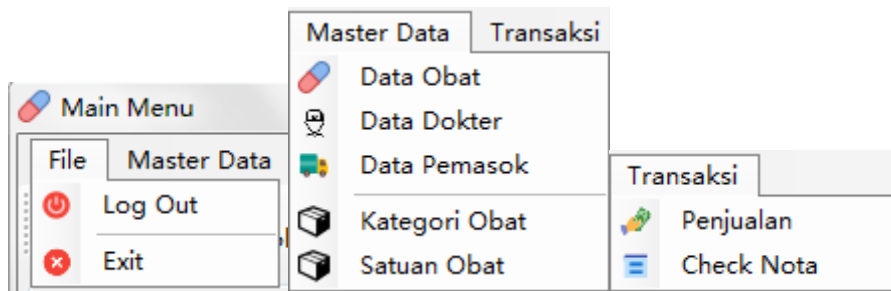 Main Menu
File Master Data
Log Out
Exit
Master Data Transaksi
Data Obat
Data Dokter
Data Pemasok
Kategori Obat
Satuan Obat
Transaksi
Penjualan
Check Nota